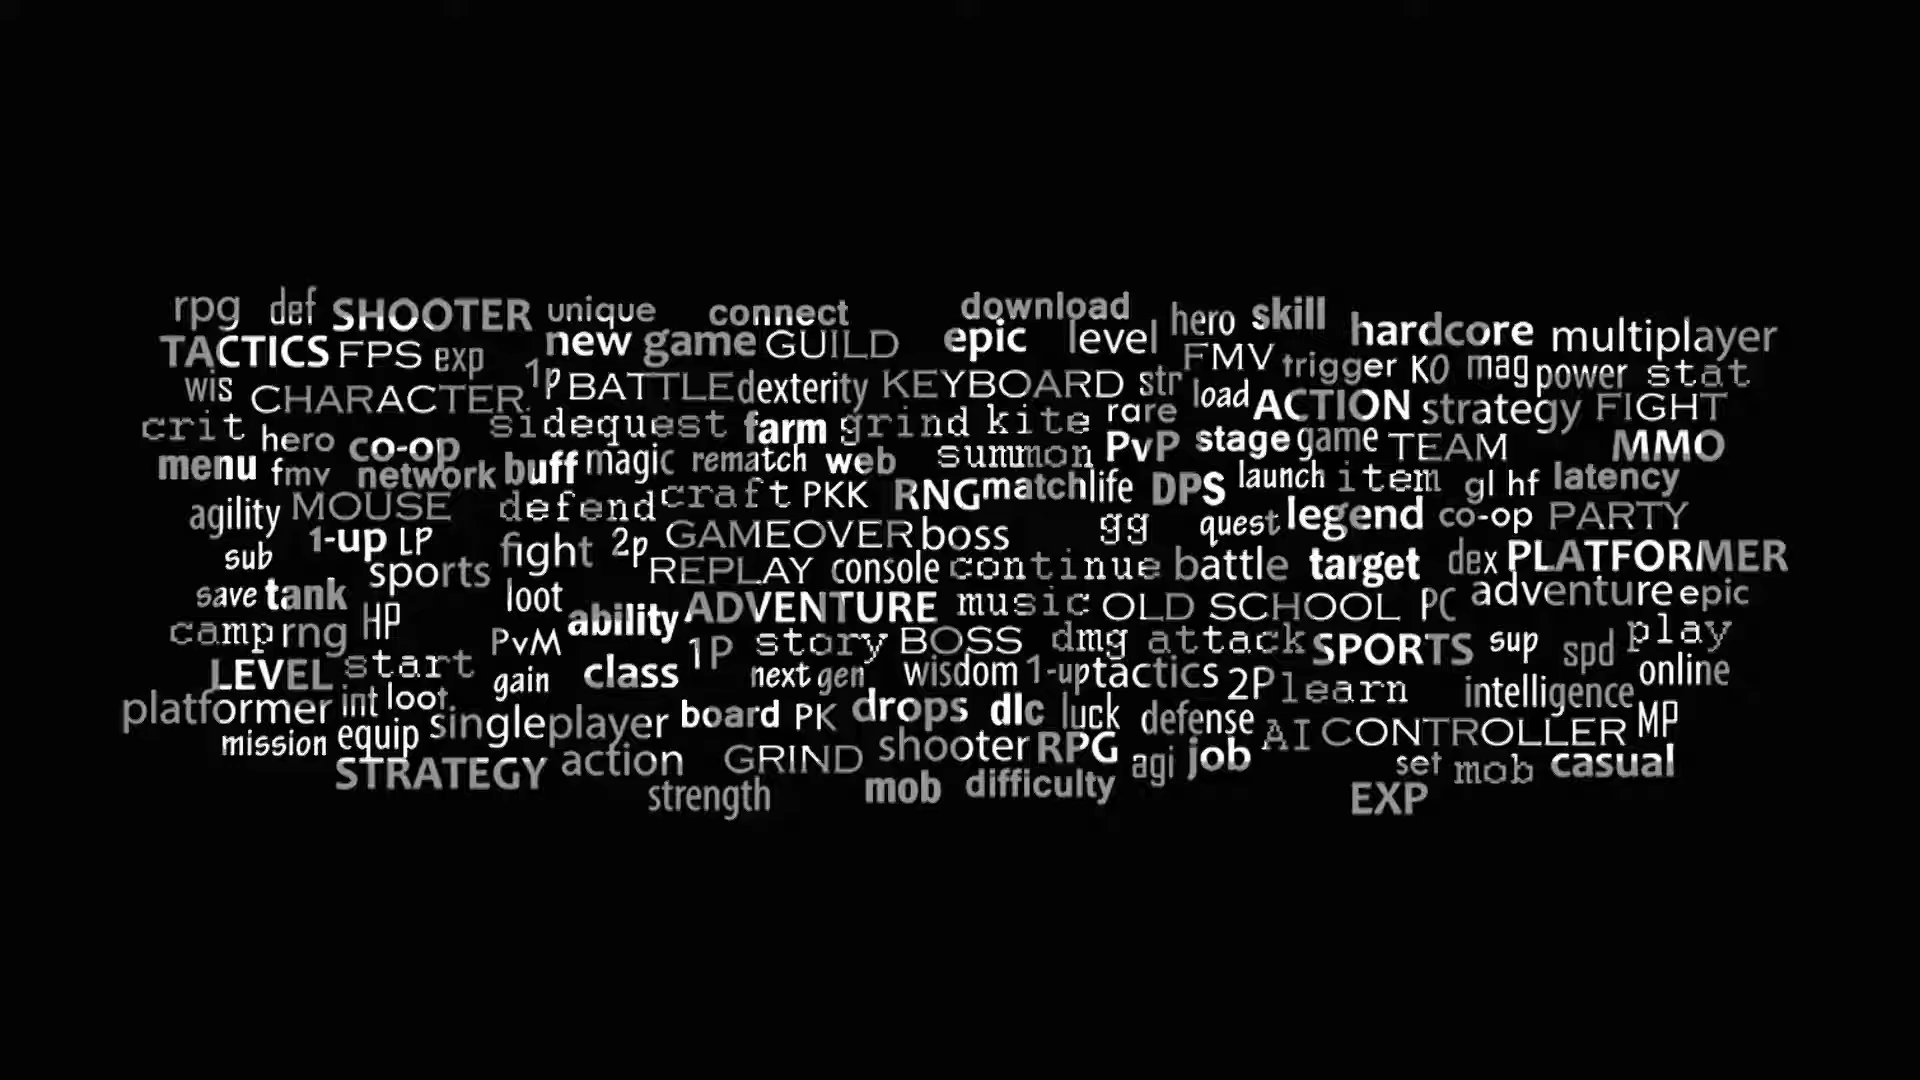 rpg def SHOOTER unique connect download hero skill hardcore multiplayer
TACTICS FPS exp new game GUILD epic level FMV trigger KO mag power stat
wis CHARACTER 1p BATTLE dexterity KEYBOARD str load ACTION strategy FIGHT
crit hero co-op sidequest farm grind kite rare PvP stage game TEAM MMO
menu fmv network buff magic rematch web summon matchlife DPS launch item gl hf latency
agility MOUSE defend craft PKK RNG gg quest legend co-op PARTY
sub 1-up LP sports fight 2p GAMEOVER boss
REPLAY console continue battle target dex PLATFORMER
save tank HP loot ability ADVENTURE music OLD SCHOOL PC adventure epic
camp rng PvM 1P story BOSS dmg attack SPORTS sup spd play
LEVEL start gain class next gen wisdom 1-up tactics 2P learn intelligence online
platformer int loot singleplayer board PK drops dlc luck defense AI CONTROLLER MP
mission equip STRATEGY action GRIND shooter RPG agi job set mob casual
strength mob difficulty EXP